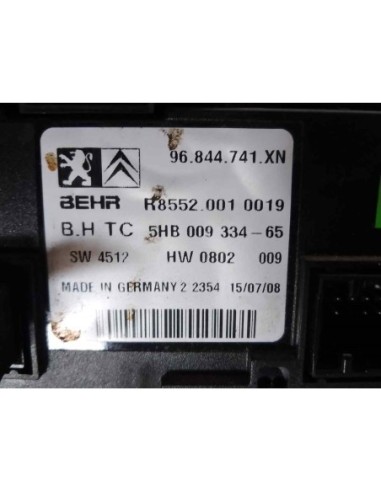 96.844.741.XN
BEHR R8552.001 0019
B.H TC 5HB 009 334-65
SW 4512 HW 0802 009
MADE IN GERMANY 2 2354 15/07/08